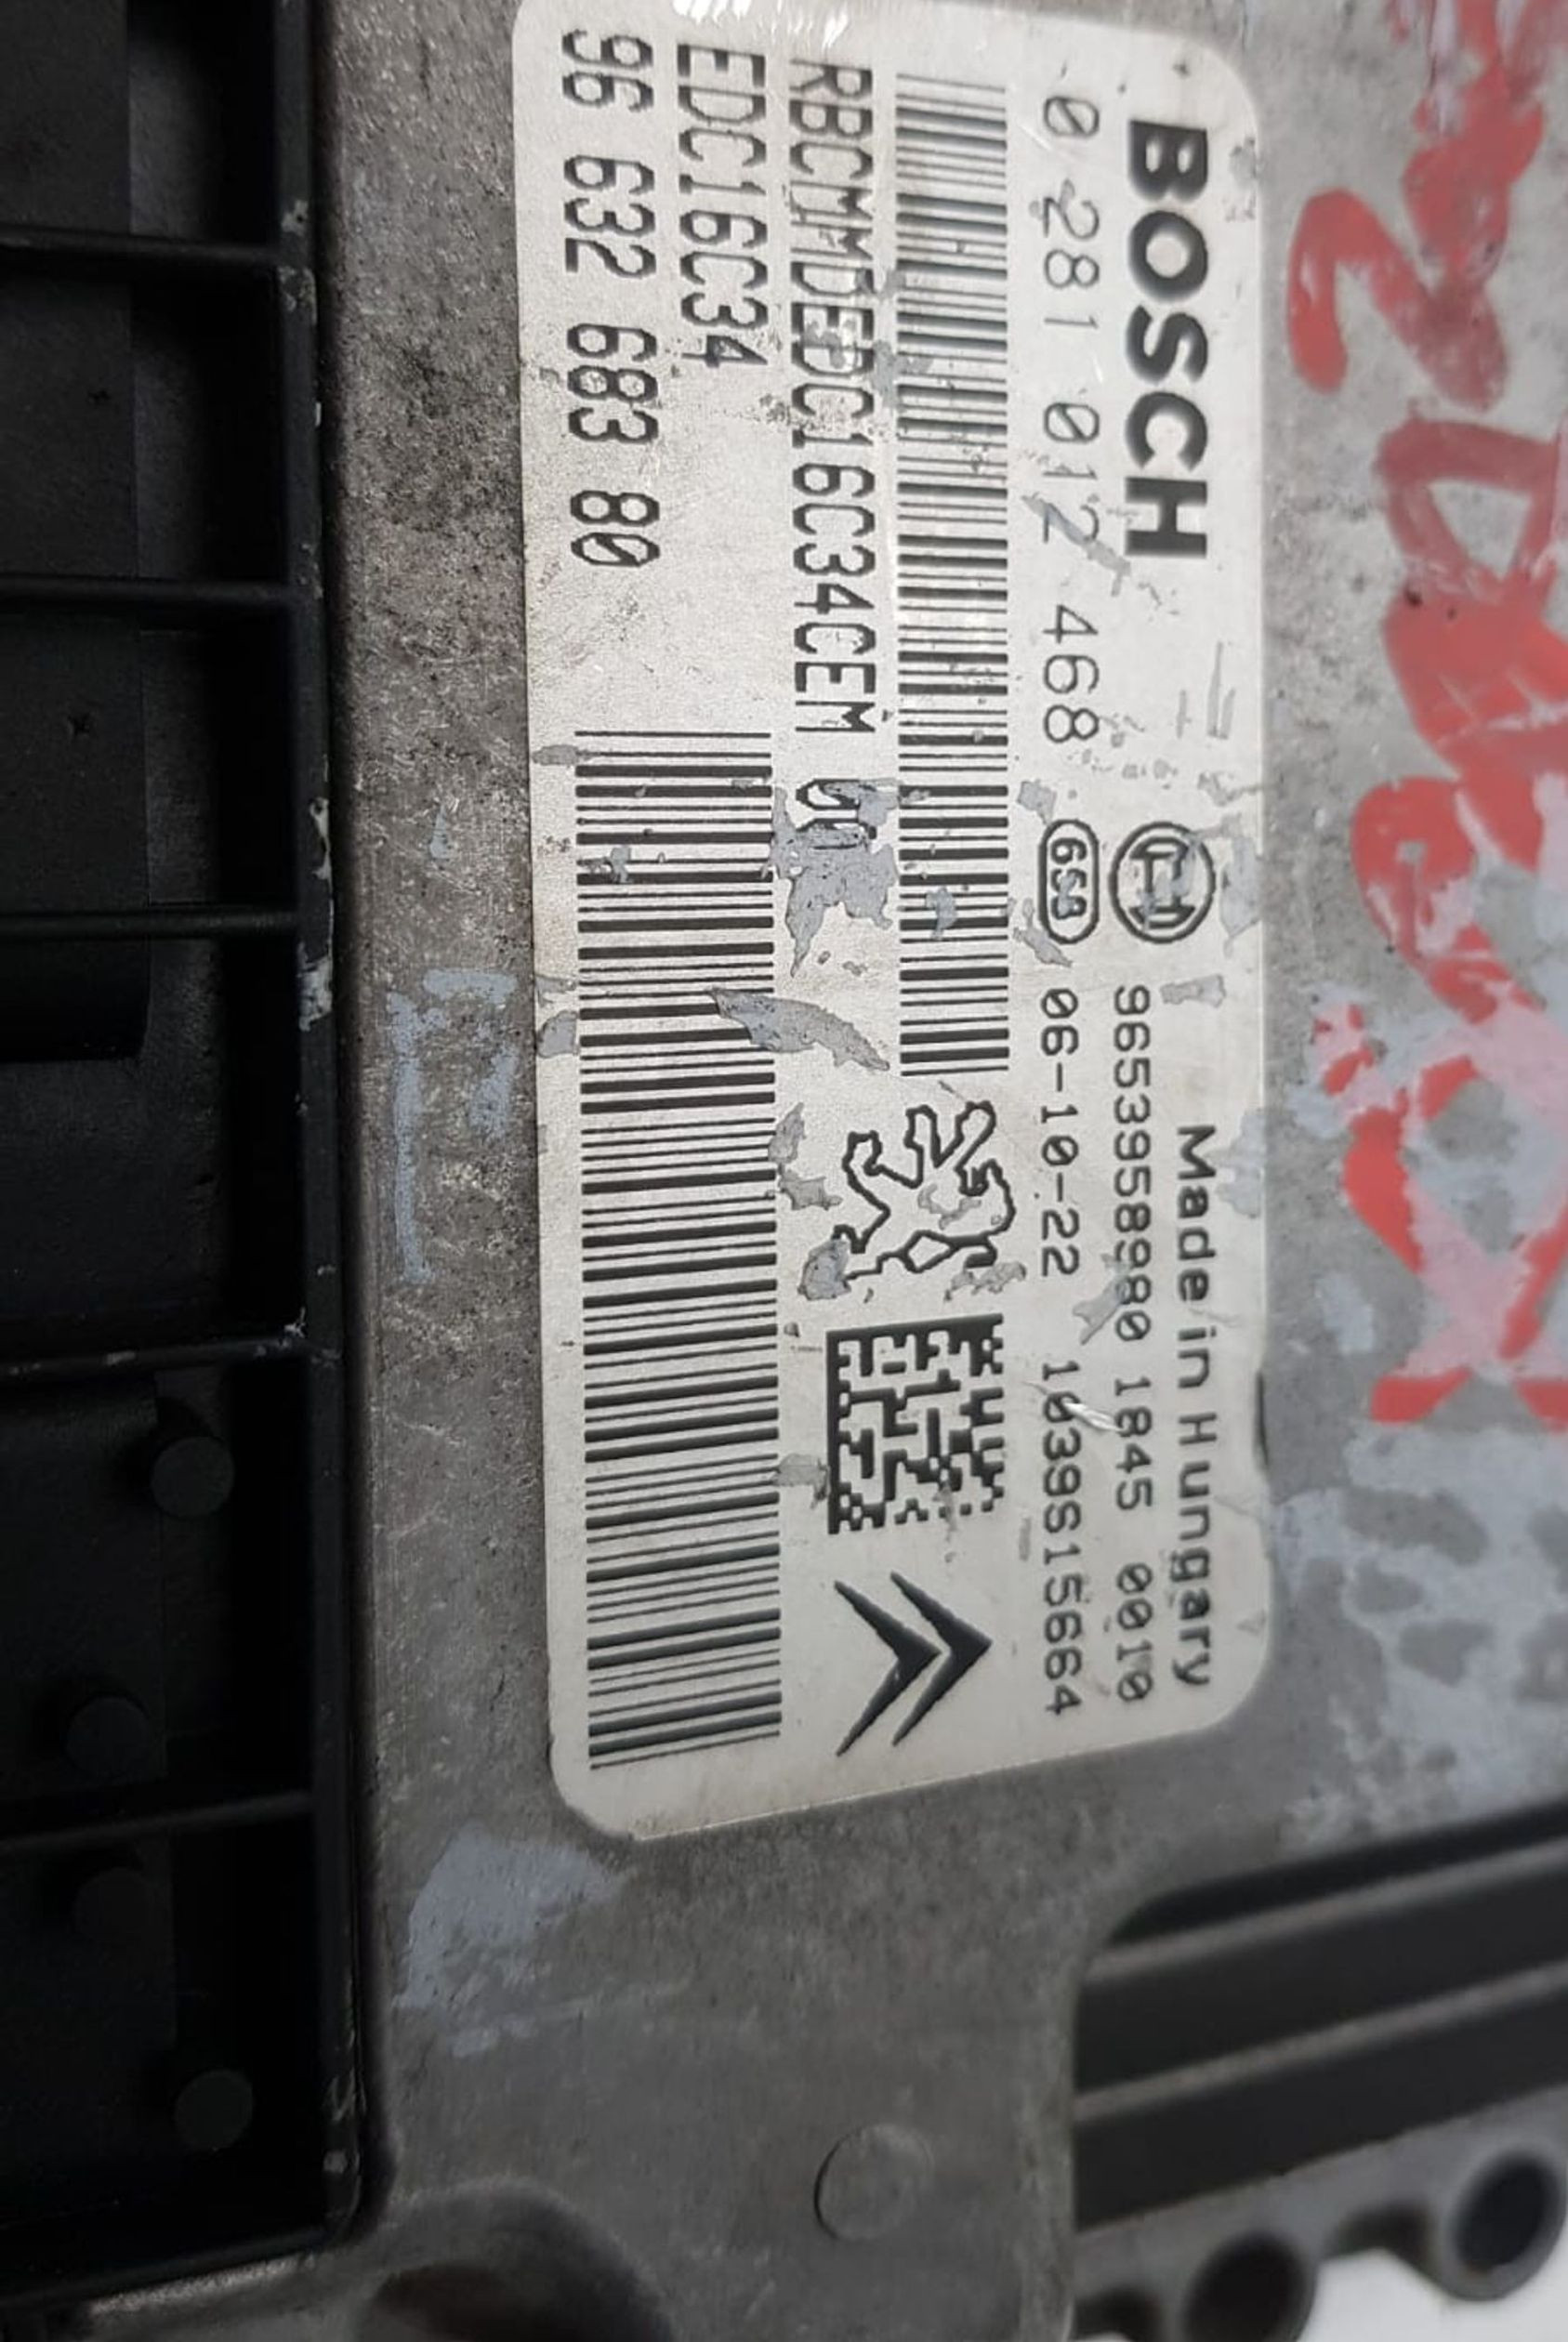 BOSCH
Made in Hungary
9653958980 1845 0010
0 281 012 468
06-10-22 1039S15664
RBCMMDEDC16C34CEM
EDC16C34
96 632 683 80